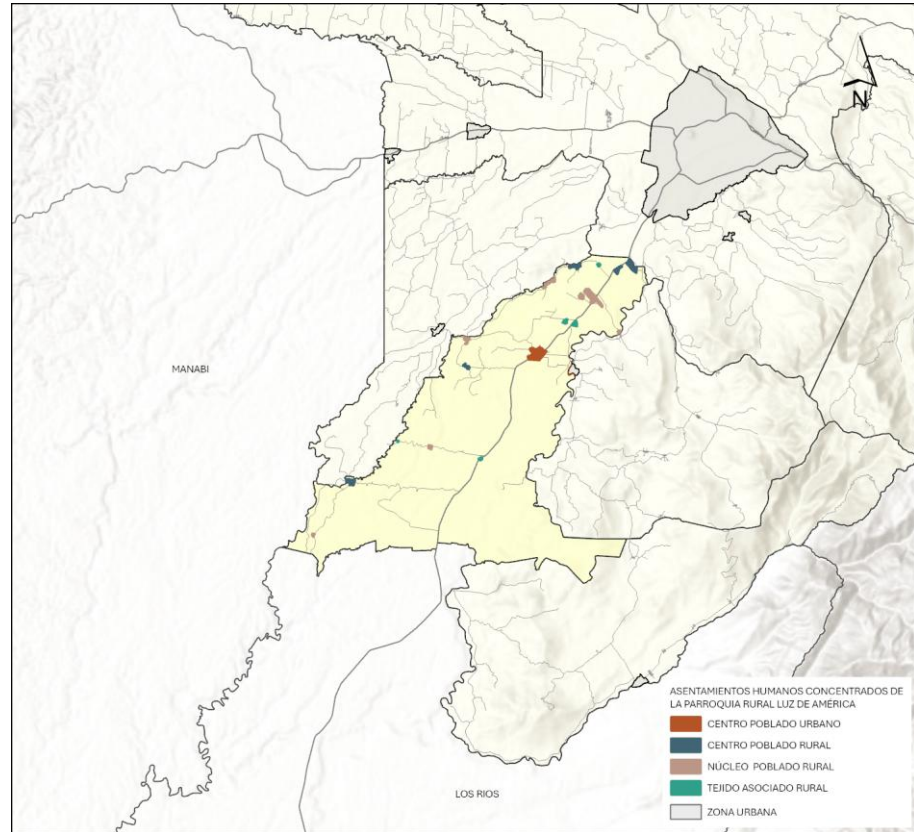 N
MANABI
LOS RIOS
ASENTAMIENTOS HUMANOS CONCENTRADOS DE
LA PARROQUIA RURAL LUZ DE AMÉRICA
CENTRO POBLADO URBANO
CENTRO POBLADO RURAL
NÚCLEO POBLADO RURAL
TEJIDO ASOCIADO RURAL
ZONA URBANA